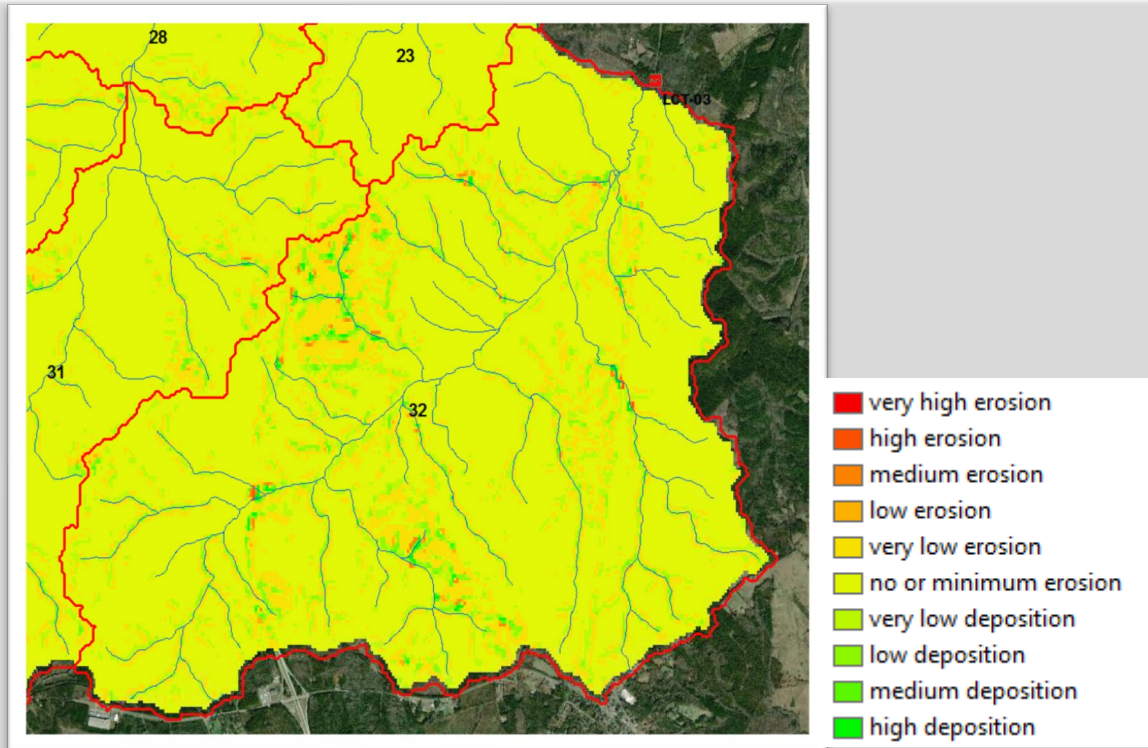 28
23
LCT-03
31
32
very high erosion
high erosion
medium erosion
low erosion
very low erosion
no or minimum erosion
very low deposition
low deposition
medium deposition
high deposition